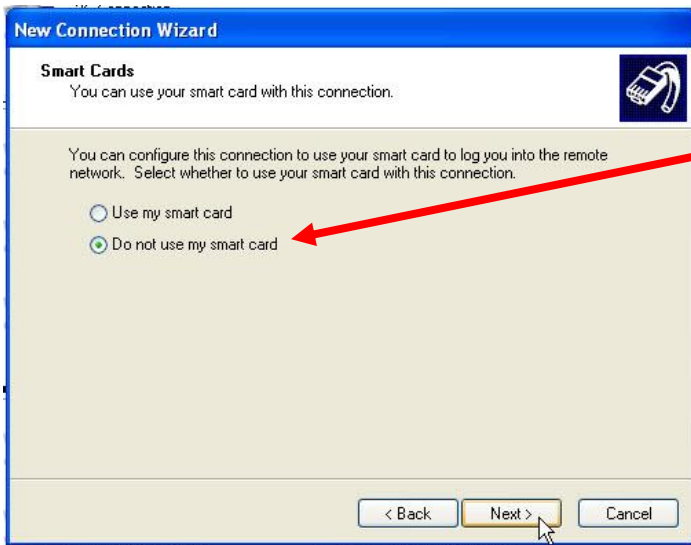 New Connection Wizard
Smart Cards
You can use your smart card with this connection.
You can configure this connection to use your smart card to log you into the remote
network. Select whether to use your smart card with this connection.
Use my smart card
Do not use my smart card
< Back
Next >
Cancel